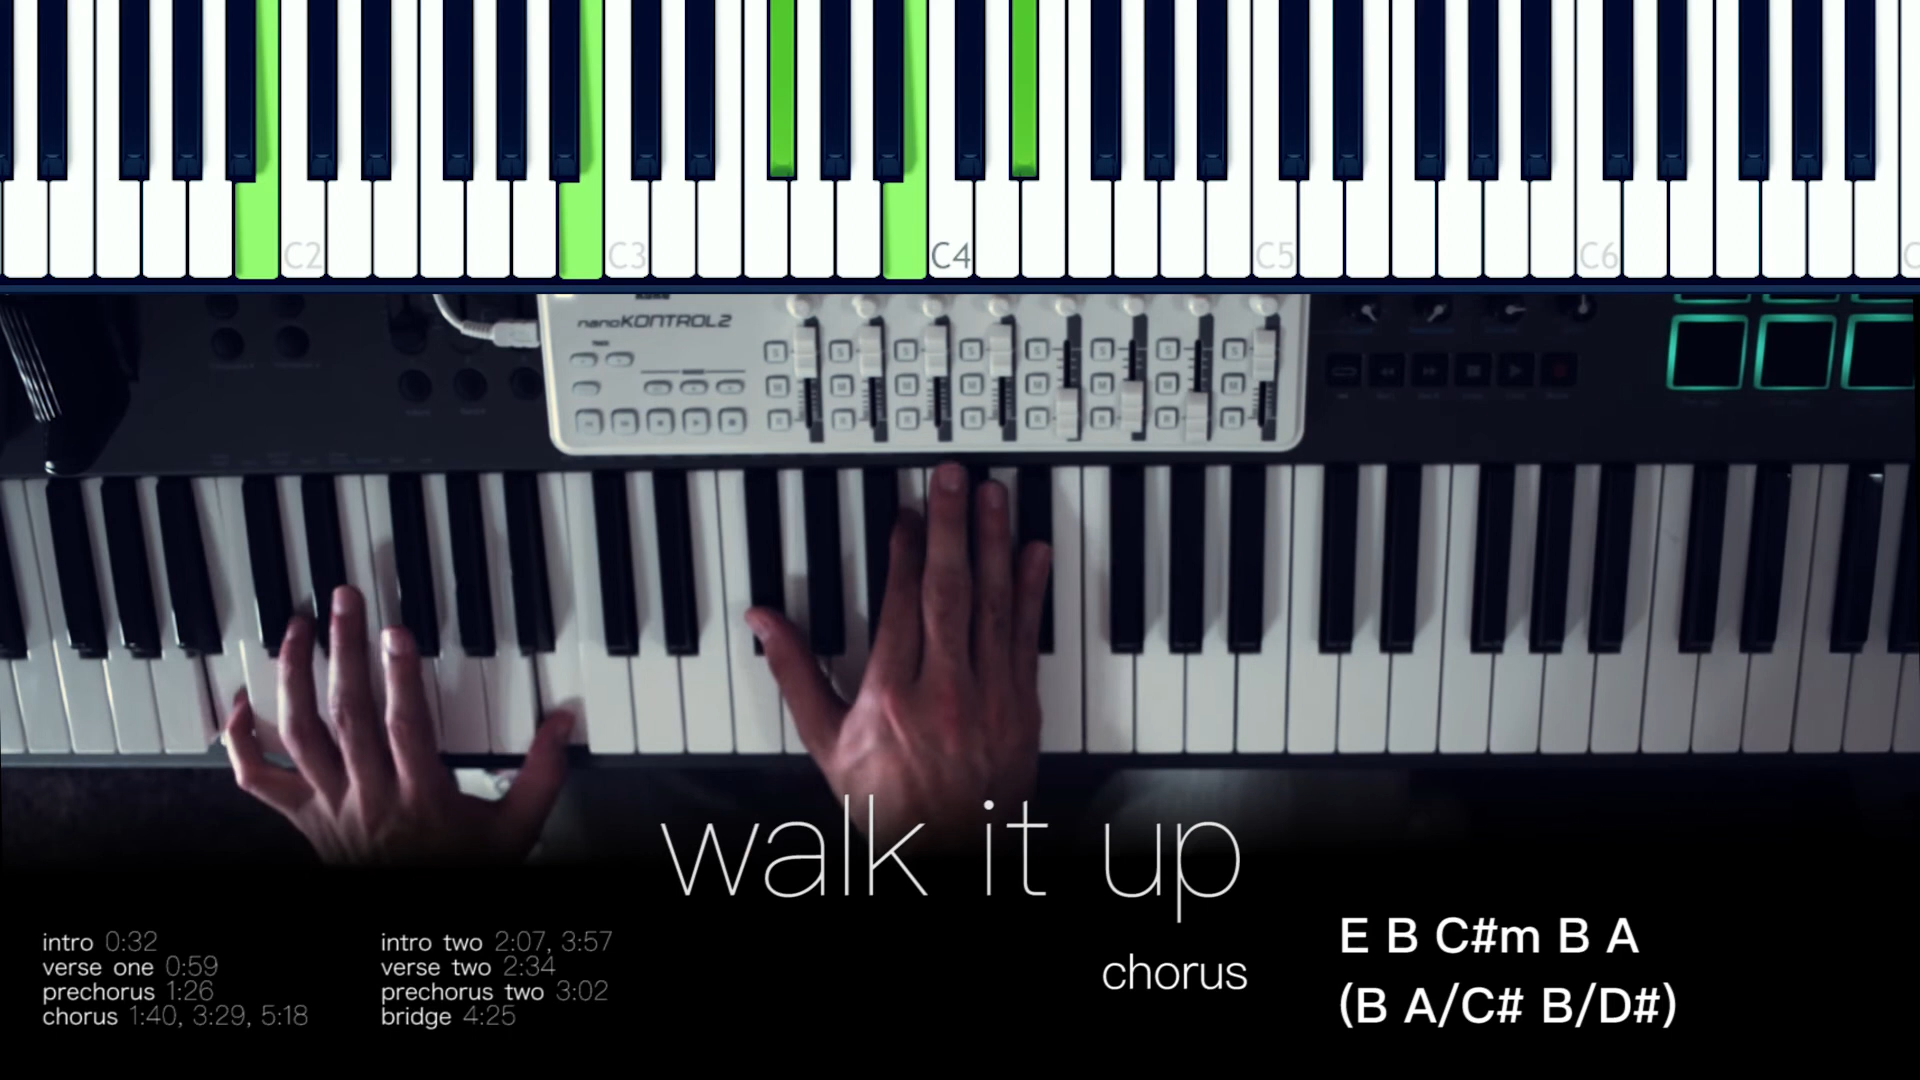 C2
C3
C4
C5
C6
C
nanoKONTROL2
walk it up
chorus
E B C#m B A
(B A/C# B/D#)
intro 0:32
verse one 0:59
prechorus 1:26
chorus 1:40, 3:29, 5:18
intro two 2:07, 3:57
verse two 2:34
prechorus two 3:02
bridge 4:25